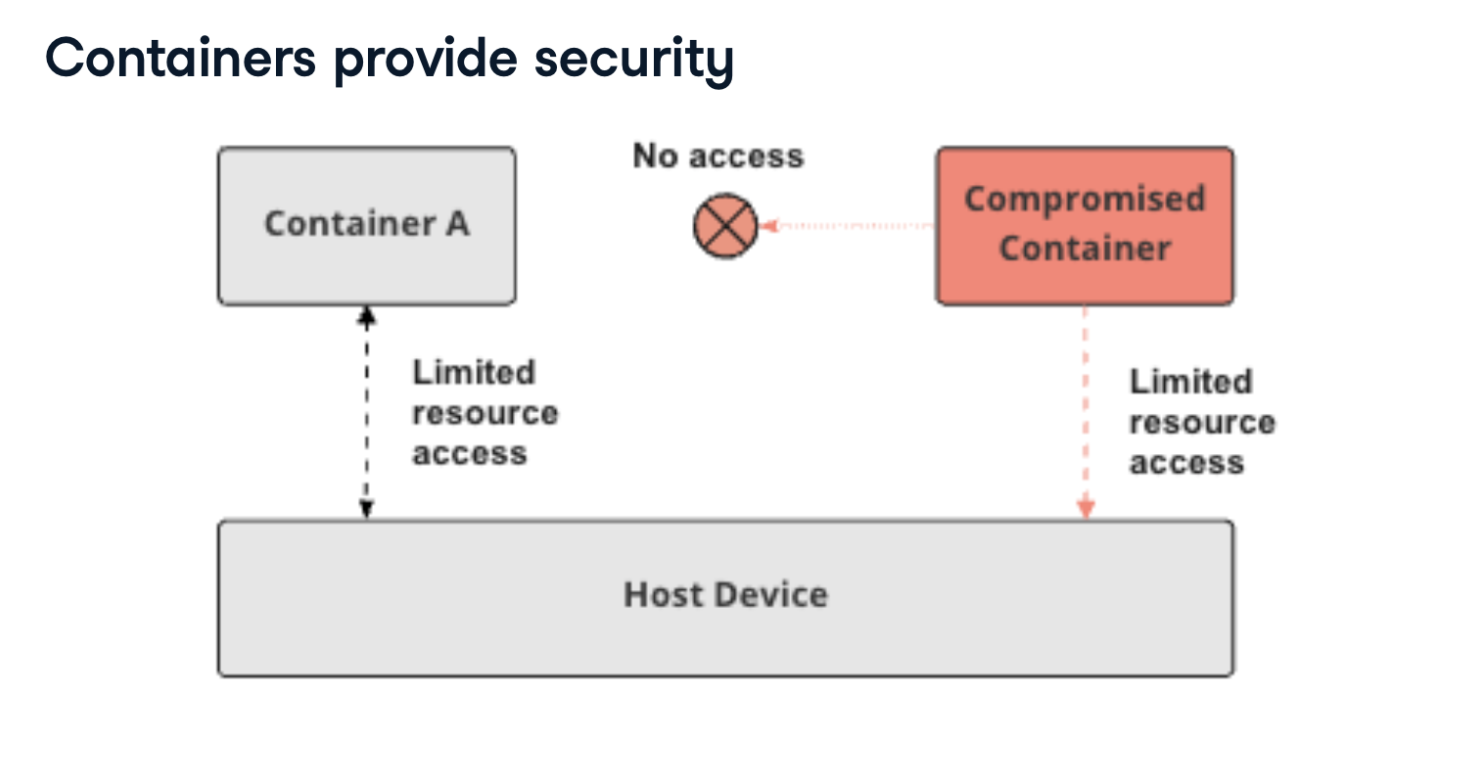 Containers provide security
No access
Container A
Compromised
Container
Limited
resource
access
Limited
resource
access
Host Device